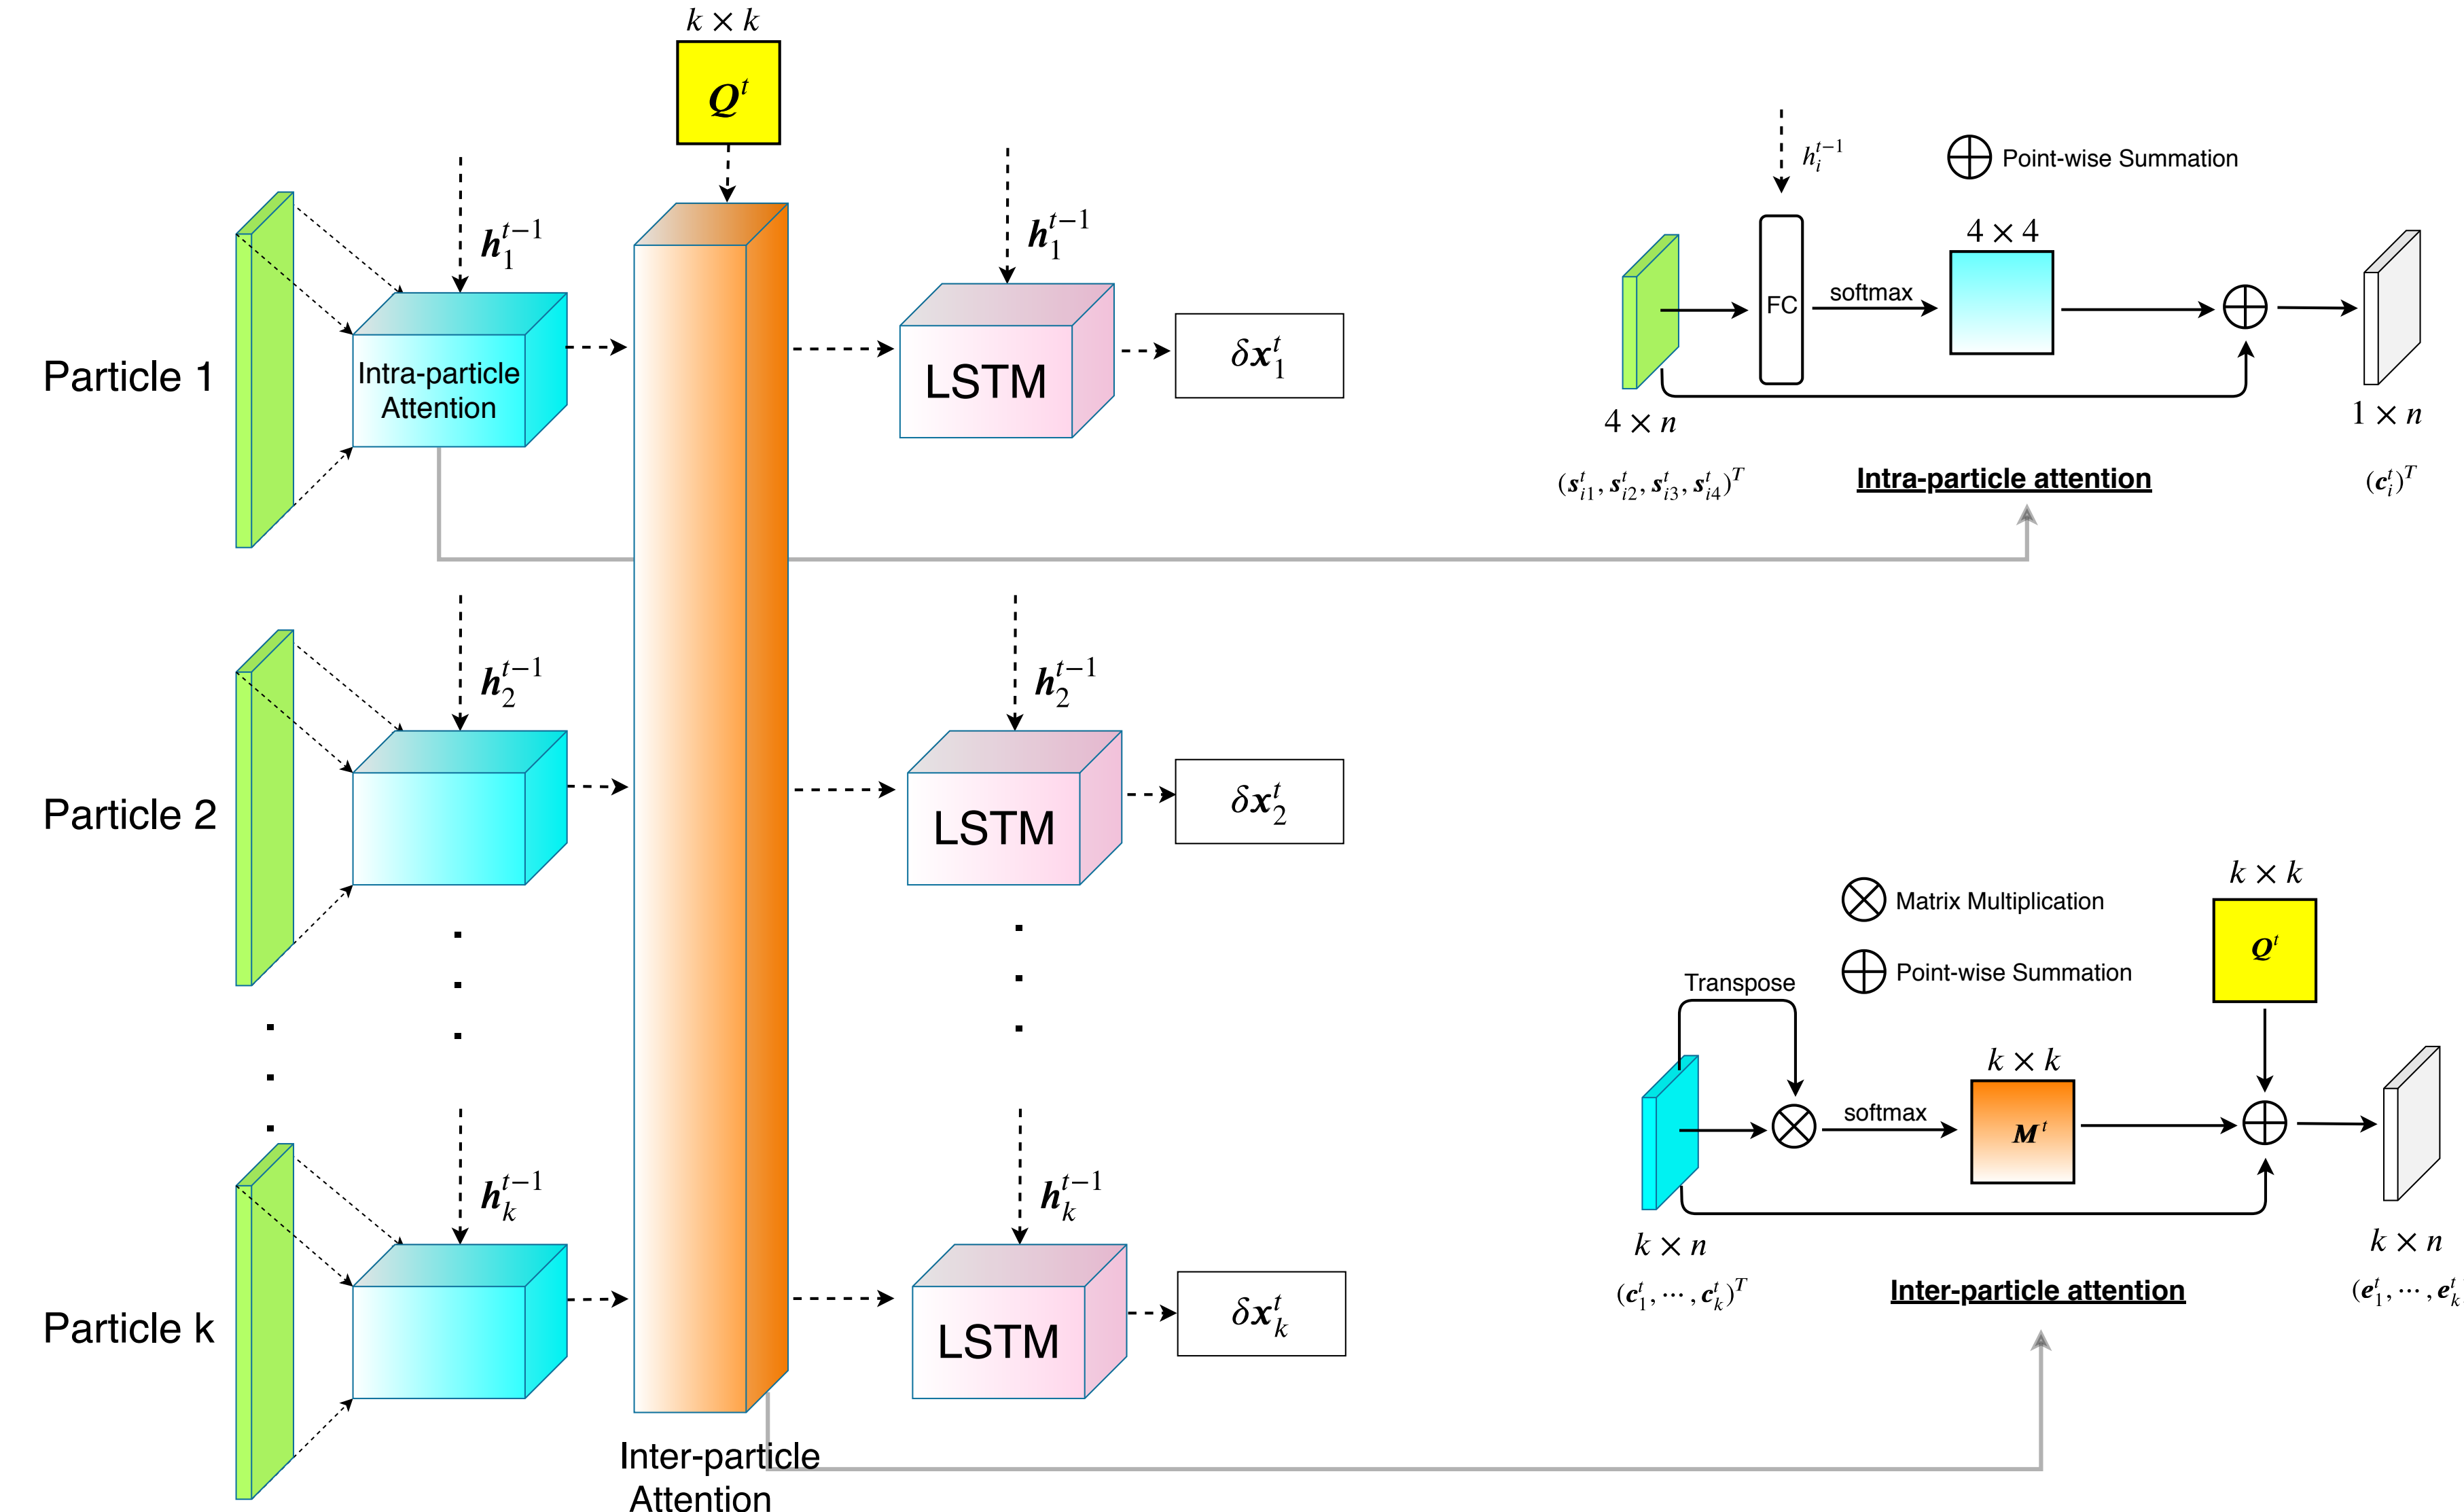 k × k
Q^t
h_1^{t−1}
h_1^{t−1}
Particle 1
Intra-particle
Attention
LSTM
δx_1^t
h_2^{t−1}
h_2^{t−1}
Particle 2
LSTM
δx_2^t
h_k^{t−1}
h_k^{t−1}
Particle k
LSTM
δx_k^t
Inter-particle
Attention
h_i^{t−1}
Point-wise Summation
4 × 4
FC
softmax
4 × n
1 × n
(s_{i1}^t, s_{i2}^t, s_{i3}^t, s_{i4}^t)^T
Intra-particle attention
(c_i^t)^T
k × k
Matrix Multiplication
Q^t
Point-wise Summation
Transpose
k × k
softmax
M^t
k × n
k × n
(c_1^t, ⋯, c_k^t)^T
Inter-particle attention
(e_1^t, ⋯, e_k^t